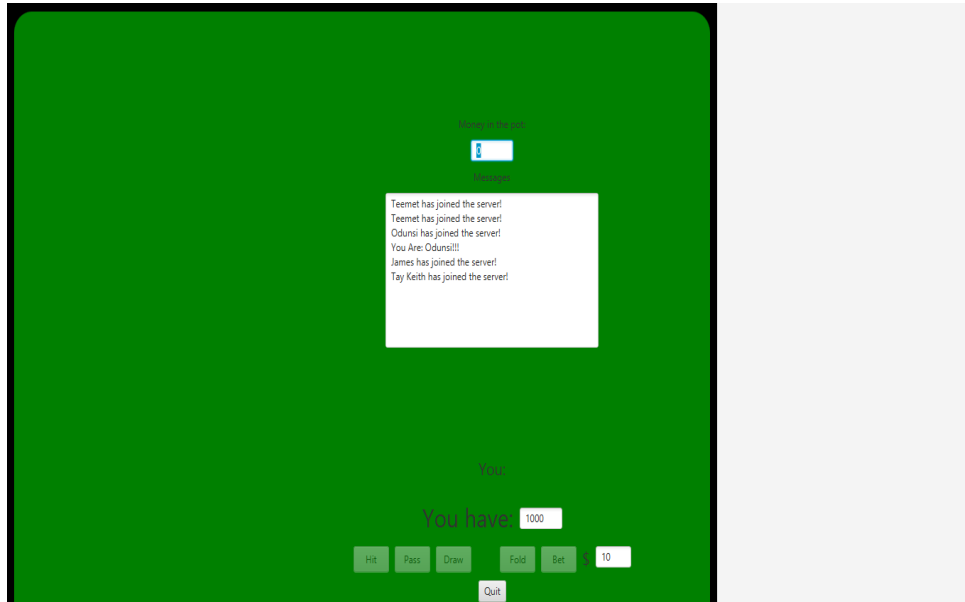 Money in the pot:
0
Messages
Teemet has joined the server!
Teemet has joined the server!
Odunsi has joined the server!
You Are: Odunsi!!!
James has joined the server!
Tay Keith has joined the server!
You:
You have: 1000
Hit Pass Draw Fold Bet $ 10
Quit